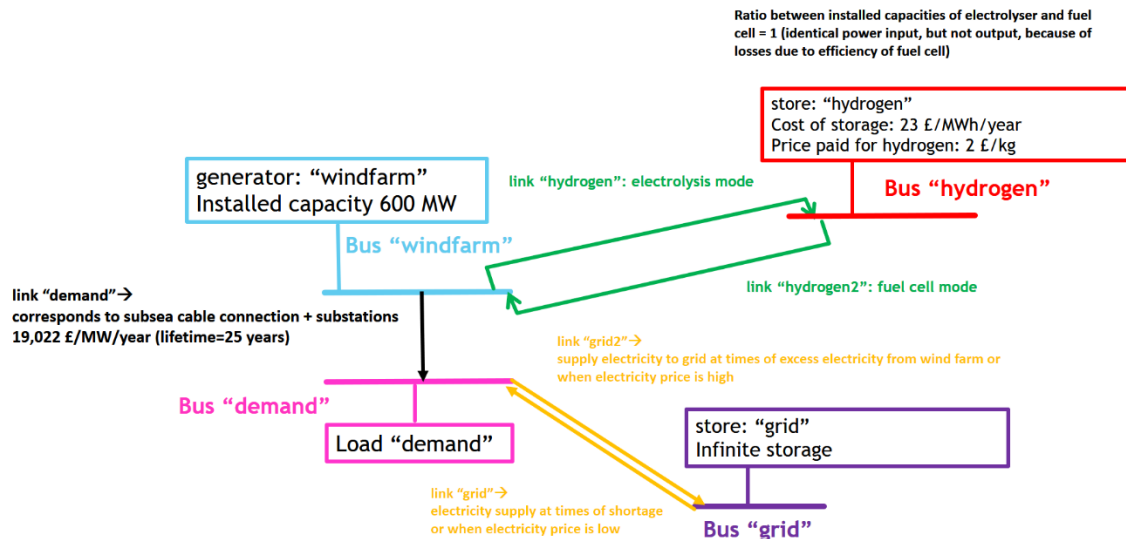 Ratio between installed capacities of electrolyser and fuel
cell = 1 (identical power input, but not output, because of
losses due to efficiency of fuel cell)
store: “hydrogen”
Cost of storage: 23 £/MWh/year
Price paid for hydrogen: 2 £/kg
generator: “windfarm”
Installed capacity 600 MW
link “hydrogen”: electrolysis mode
Bus “hydrogen”
Bus “windfarm”
link “hydrogen2”: fuel cell mode
link “demand”→
corresponds to subsea cable connection + substations
19,022 £/MW/year (lifetime=25 years)
link “grid2”→
supply electricity to grid at times of excess electricity from wind farm or
when electricity price is high
Bus “demand”
store: “grid”
Infinite storage
Load “demand”
link “grid”→
electricity supply at times of shortage
or when electricity price is low
Bus “grid”